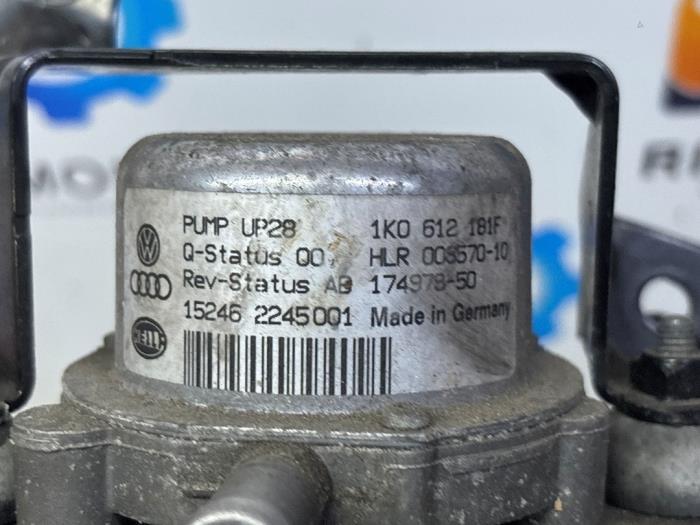 PUMP UP28 1K0 612 181F
Q-Status 00 HLR 008570-10
Rev-Status AB 174978-50
15246 2245001 Made in Germany
HELLA